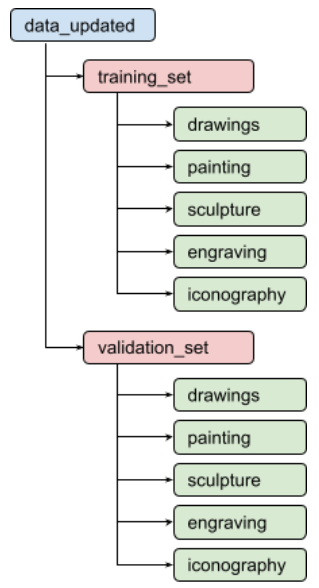 data_updated
training_set
drawings
painting
sculpture
engraving
iconography
validation_set
drawings
painting
sculpture
engraving
iconography